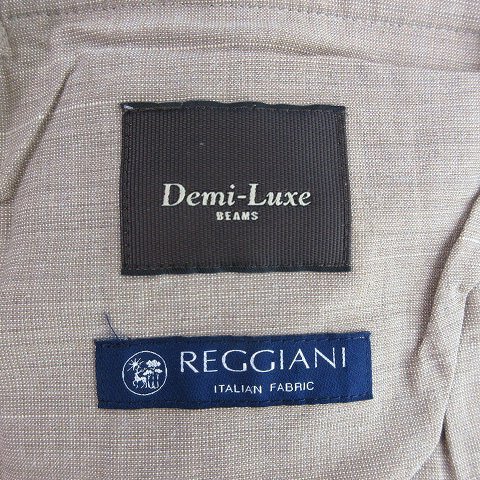 Demi-Luxe
BEAMS
REGGIANI
ITALIAN FABRIC